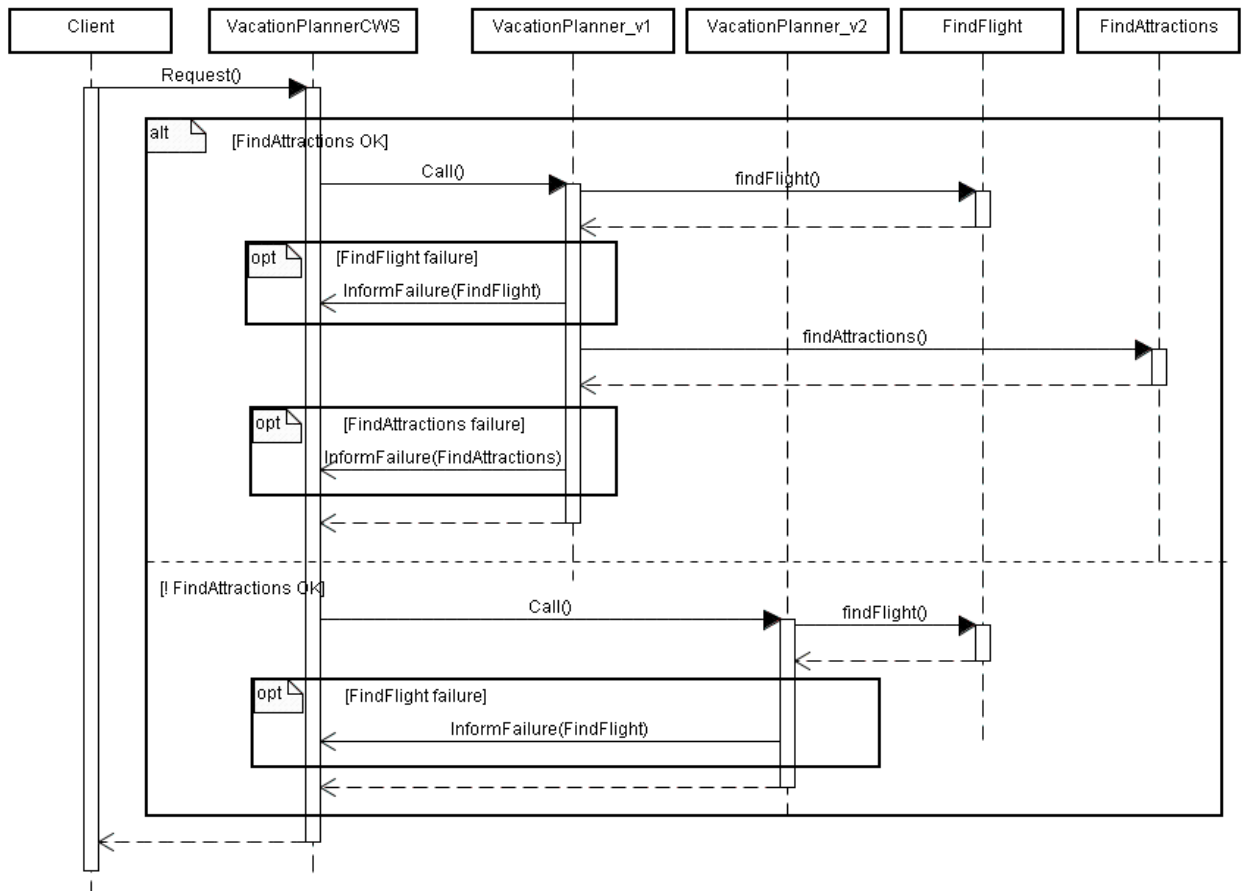 Client
VacationPlannerCWS
VacationPlanner_v1
VacationPlanner_v2
FindFlight
FindAttractions
Request()
alt
[FindAttractions OK]
Call()
findFlight()
opt
[FindFlight failure]
InformFailure(FindFlight)
findAttractions()
opt
[FindAttractions failure]
InformFailure(FindAttractions)
[! FindAttractions OK]
Call()
findFlight()
opt
[FindFlight failure]
InformFailure(FindFlight)